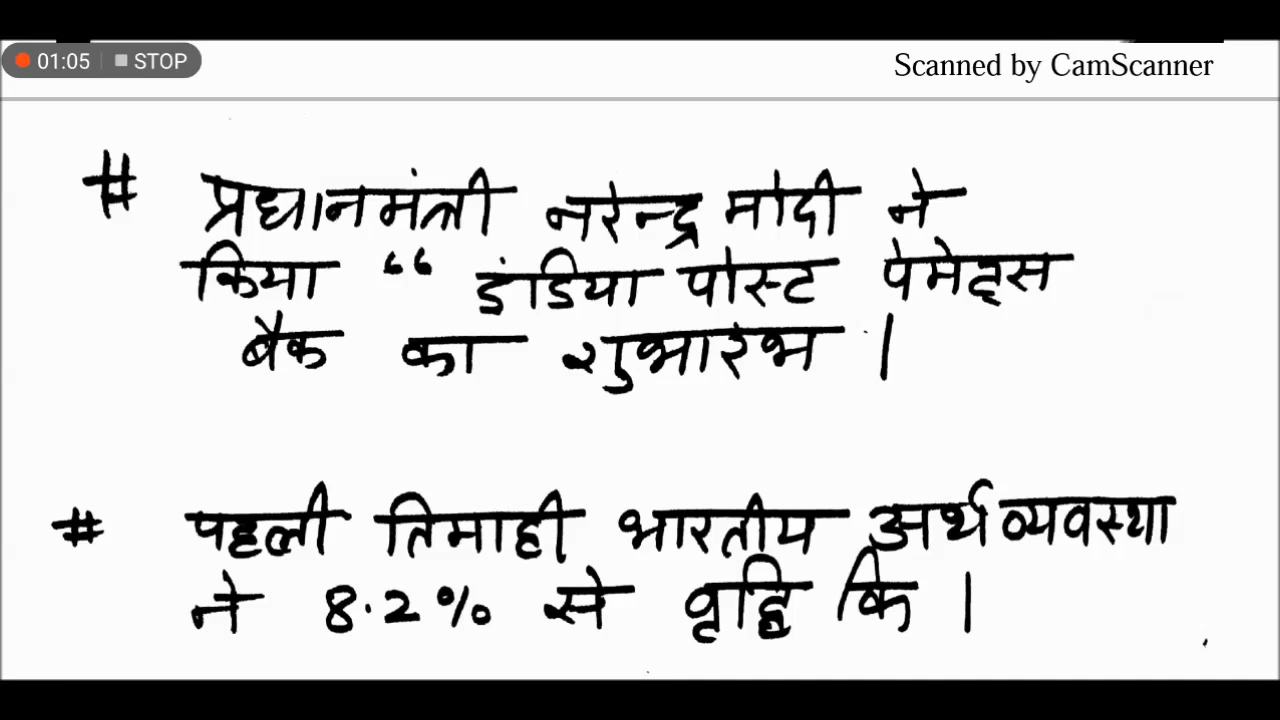 01:05 STOP
Scanned by CamScanner
# प्रधानमंत्री नरेन्द्र मोदी ने
किया “ इंडिया पोस्ट पेमेट्स
बैंक का शुभारंभ |
# पहली तिमाही भारतीय अर्थव्यवस्था
ने 8.2% से वृद्धि कि |